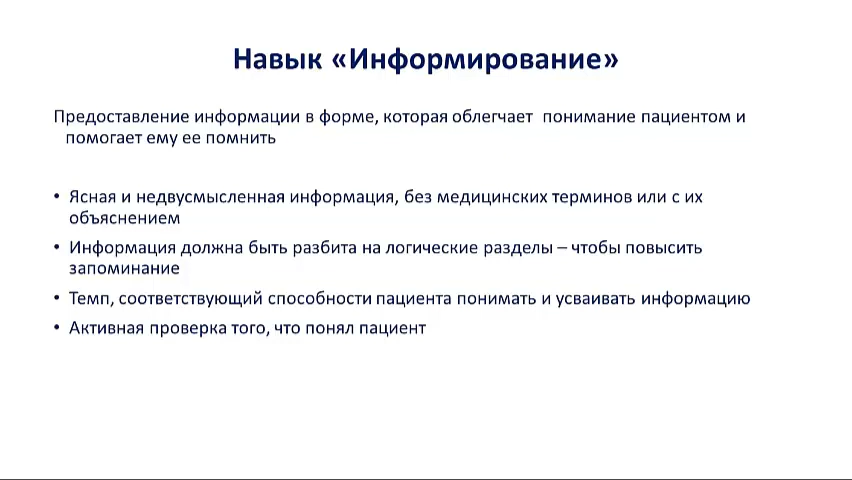 Навык «Информирование»
Предоставление информации в форме, которая облегчает  понимание пациентом и
помогает ему ее помнить
• Ясная и недвусмысленная информация, без медицинских терминов или с их
объяснением
• Информация должна быть разбита на логические разделы – чтобы повысить
запоминание
• Темп, соответствующий способности пациента понимать и усваивать информацию
• Активная проверка того, что понял пациент